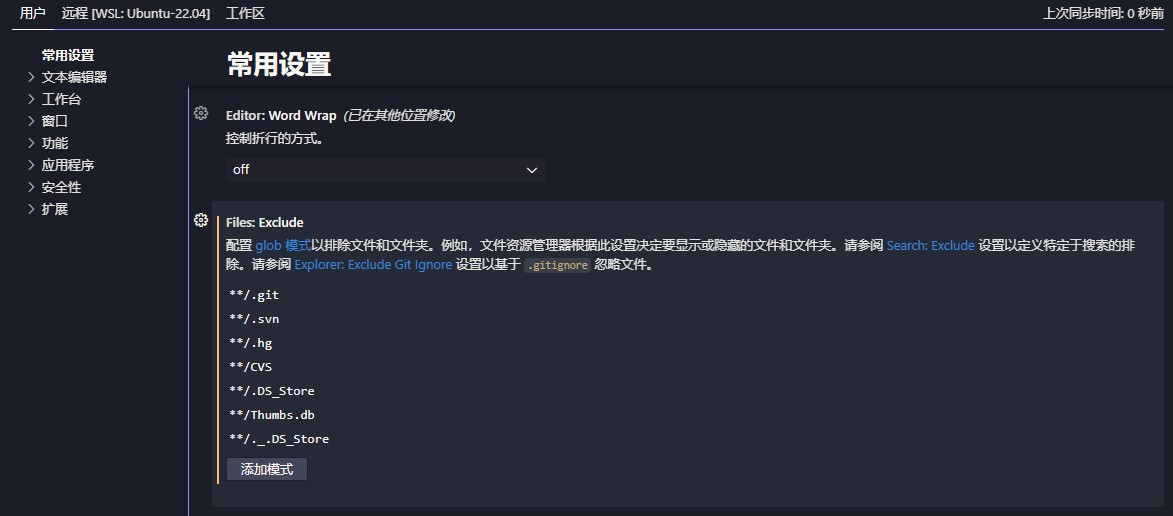 用户 远程 [WSL: Ubuntu-22.04] 工作区 上次同步时间: 0 秒前
常用设置
文本编辑器
工作台
窗口
功能
应用程序
安全性
扩展
常用设置
Editor: Word Wrap (已在其他位置修改)
控制折行的方式。
off
Files: Exclude
配置 glob 模式以排除文件和文件夹。例如，文件资源管理器根据此设置决定要显示或隐藏的文件和文件夹。请参阅 Search: Exclude 设置以定义特定于搜索的排
除。请参阅 Explorer: Exclude Git Ignore 设置以基于 .gitignore 忽略文件。
**/.git
**/.svn
**/.hg
**/CVS
**/.DS_Store
**/Thumbs.db
**/._.DS_Store
添加模式